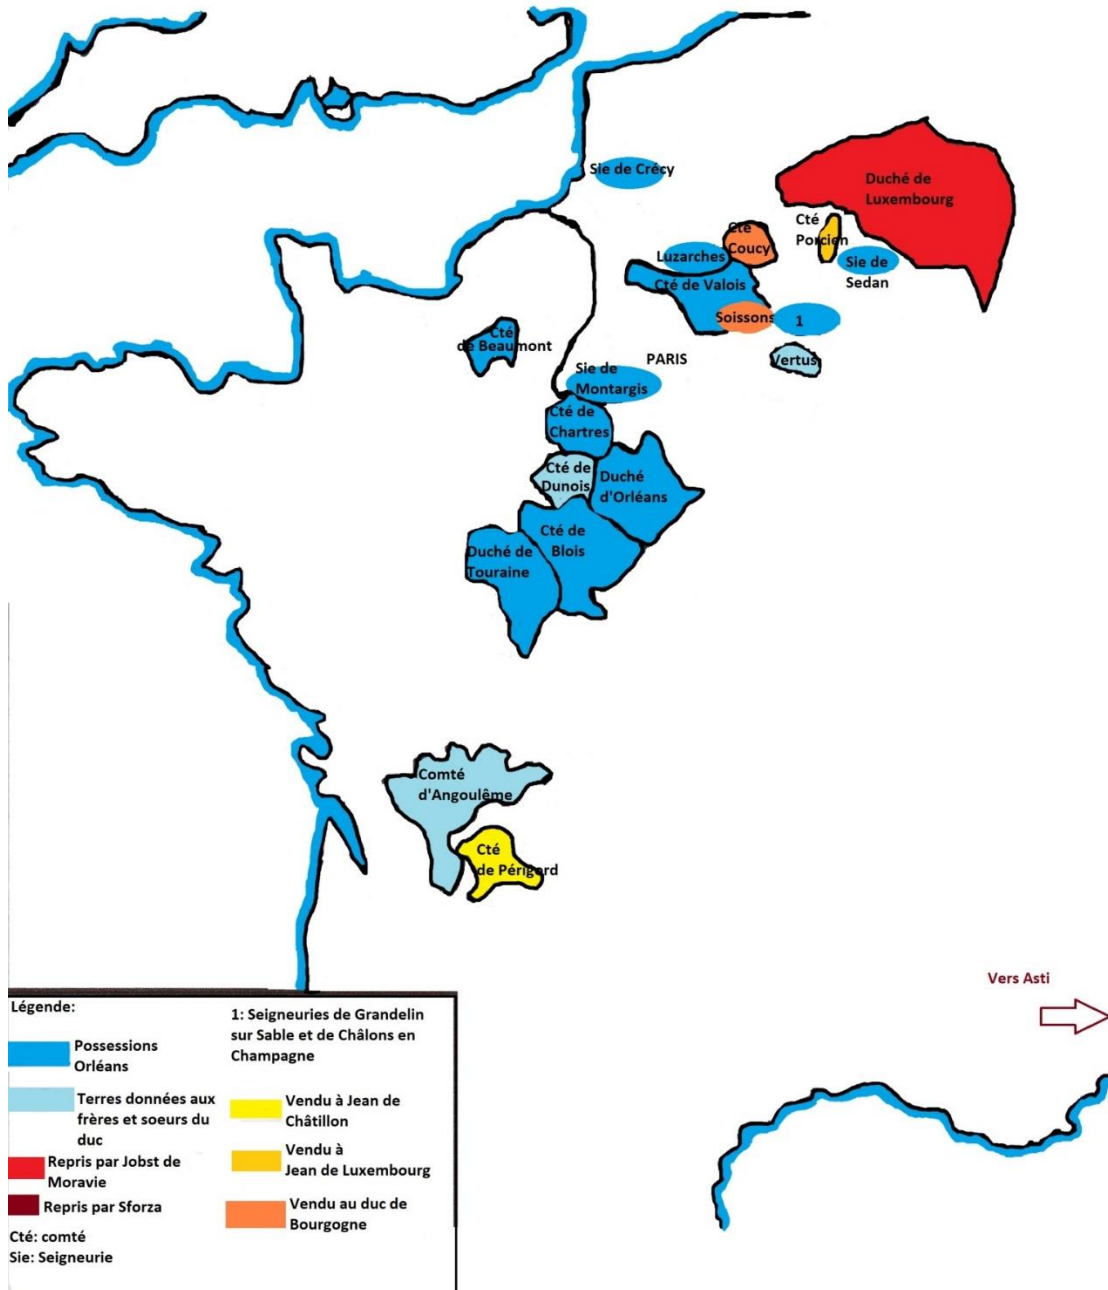 Sie de Crécy
Duché de
Luxembourg
Cté
Porcien
Cté
Coucy
Luzarches
Sie de
Sedan
Cté de Valois
Soissons
1
Cté
de Beaumont
Vertus
PARIS
Sie de
Montargis
Cté de
Chartres
Cté de
Dunois
Duché
d'Orléans
Cté de
Blois
Duché de
Touraine
Comté
d'Angoulême
Cté
de Périgord
Vers Asti
Légende:
Possessions
Orléans
Terres données aux
frères et soeurs du
duc
Repris par Jobst de
Moravie
Repris par Sforza
Cté: comté
Sie: Seigneurie
1: Seigneuries de Grandelin
sur Sable et de Châlons en
Champagne
Vendu à Jean de
Châtillon
Vendu à
Jean de Luxembourg
Vendu au duc de
Bourgogne